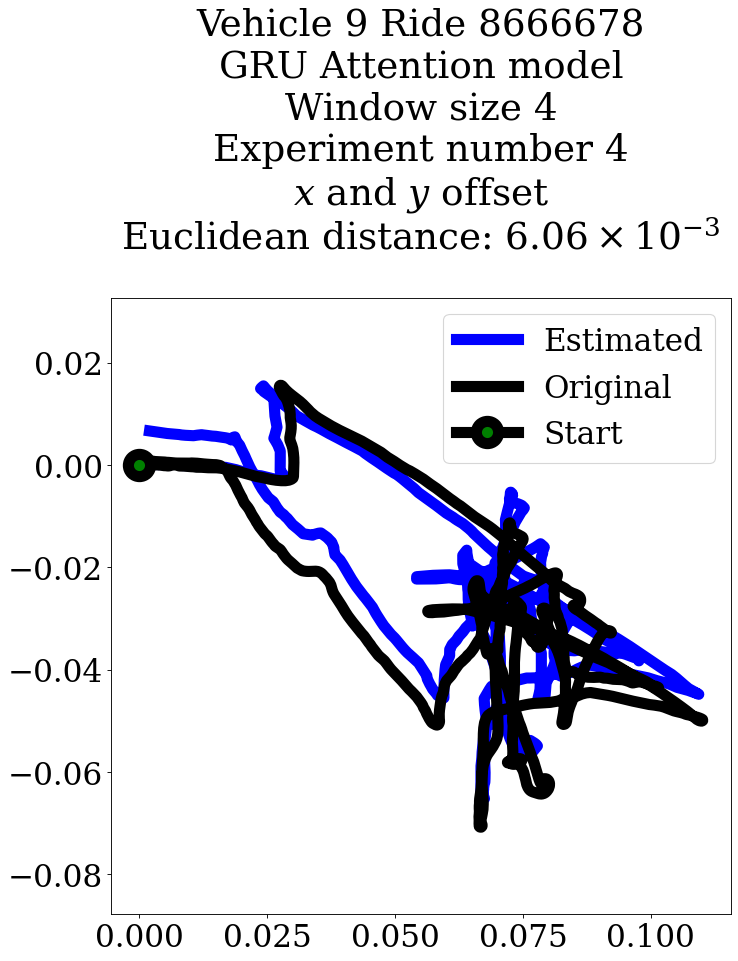 Vehicle 9 Ride 8666678
GRU Attention model
Window size 4
Experiment number 4
x and y offset
Euclidean distance: 6.06 × 10⁻³
Estimated
Original
Start
0.02
0.00
−0.02
−0.04
−0.06
−0.08
0.000 0.025 0.050 0.075 0.100